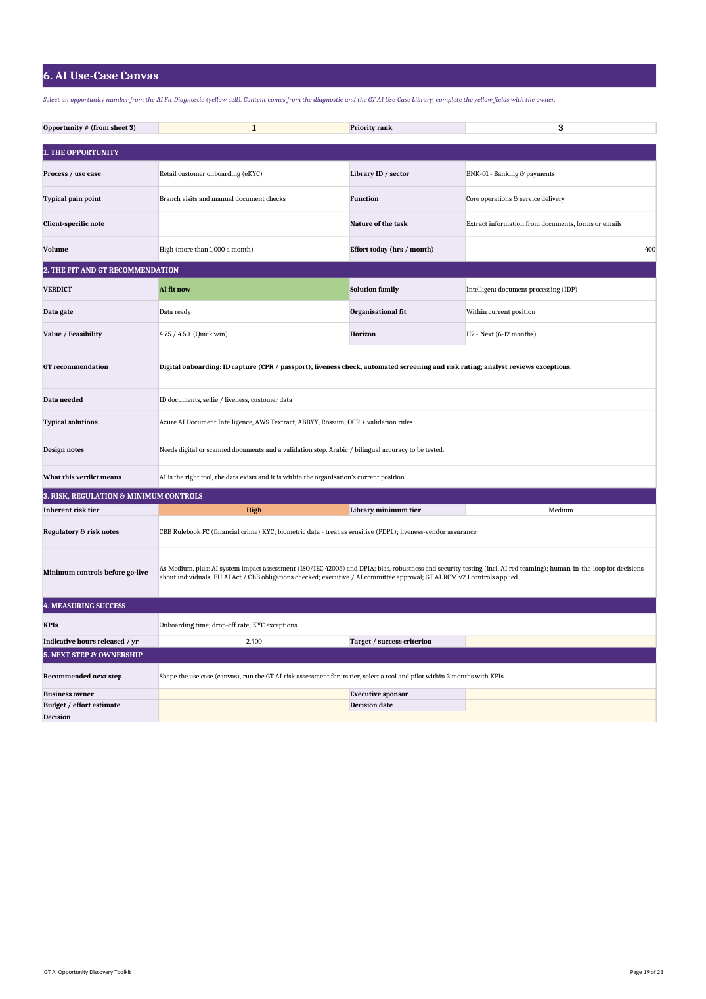 6. AI Use-Case Canvas
Select an opportunity number from the AI Fit Diagnostic (yellow cell). Content comes from the diagnostic and the GT AI Use-Case Library; complete the yellow fields with the owner.
Opportunity # (from sheet 3) 1 Priority rank 3
1. THE OPPORTUNITY
Process / use case Retail customer onboarding (eKYC) Library ID / sector BNK-01 - Banking & payments
Typical pain point Branch visits and manual document checks Function Core operations & service delivery
Client-specific note Nature of the task Extract information from documents, forms or emails
Volume High (more than 1,000 a month) Effort today (hrs / month) 400
2. THE FIT AND GT RECOMMENDATION
VERDICT AI fit now Solution family Intelligent document processing (IDP)
Data gate Data ready Organisational fit Within current position
Value / Feasibility 4.75 / 4.50 (Quick win) Horizon H2 - Next (6-12 months)
GT recommendation Digital onboarding: ID capture (CPR / passport), liveness check, automated screening and risk rating; analyst reviews exceptions.
Data needed ID documents, selfie / liveness, customer data
Typical solutions Azure AI Document Intelligence, AWS Textract, ABBYY, Rossum; OCR + validation rules
Design notes Needs digital or scanned documents and a validation step. Arabic / bilingual accuracy to be tested.
What this verdict means AI is the right tool, the data exists and it is within the organisation's current position.
3. RISK, REGULATION & MINIMUM CONTROLS
Inherent risk tier High Library minimum tier Medium
Regulatory & risk notes CBB Rulebook FC (financial crime) KYC; biometric data - treat as sensitive (PDPL); liveness-vendor assurance.
Minimum controls before go-live As Medium, plus: AI system impact assessment (ISO/IEC 42005) and DPIA; bias, robustness and security testing (incl. AI red teaming); human-in-the-loop for decisions
about individuals; EU AI Act / CBB obligations checked; executive / AI committee approval; GT AI RCM v2.1 controls applied.
4. MEASURING SUCCESS
KPIs Onboarding time; drop-off rate; KYC exceptions
Indicative hours released / yr 2,400 Target / success criterion
5. NEXT STEP & OWNERSHIP
Recommended next step Shape the use case (canvas), run the GT AI risk assessment for its tier, select a tool and pilot within 3 months with KPIs.
Business owner Executive sponsor
Budget / effort estimate Decision date
Decision
GT AI Opportunity Discovery Toolkit Page 19 of 23